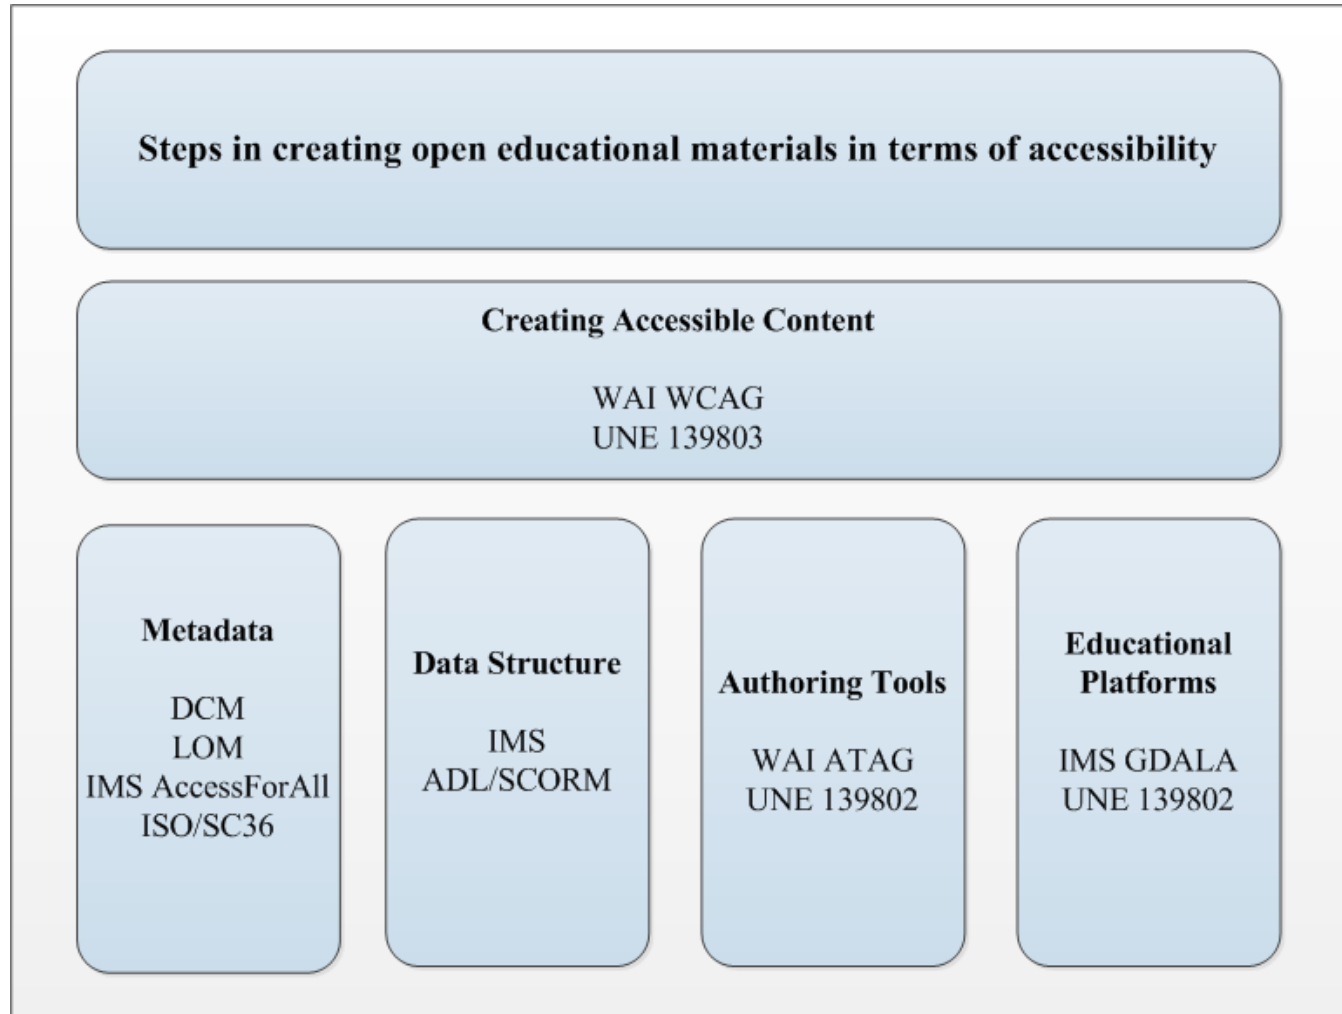 Steps in creating open educational materials in terms of accessibility
Creating Accessible Content
WAI WCAG
UNE 139803
Metadata
DCM
LOM
IMS AccessForAll
ISO/SC36
Data Structure
IMS
ADL/SCORM
Authoring Tools
WAI ATAG
UNE 139802
Educational
Platforms
IMS GDALA
UNE 139802